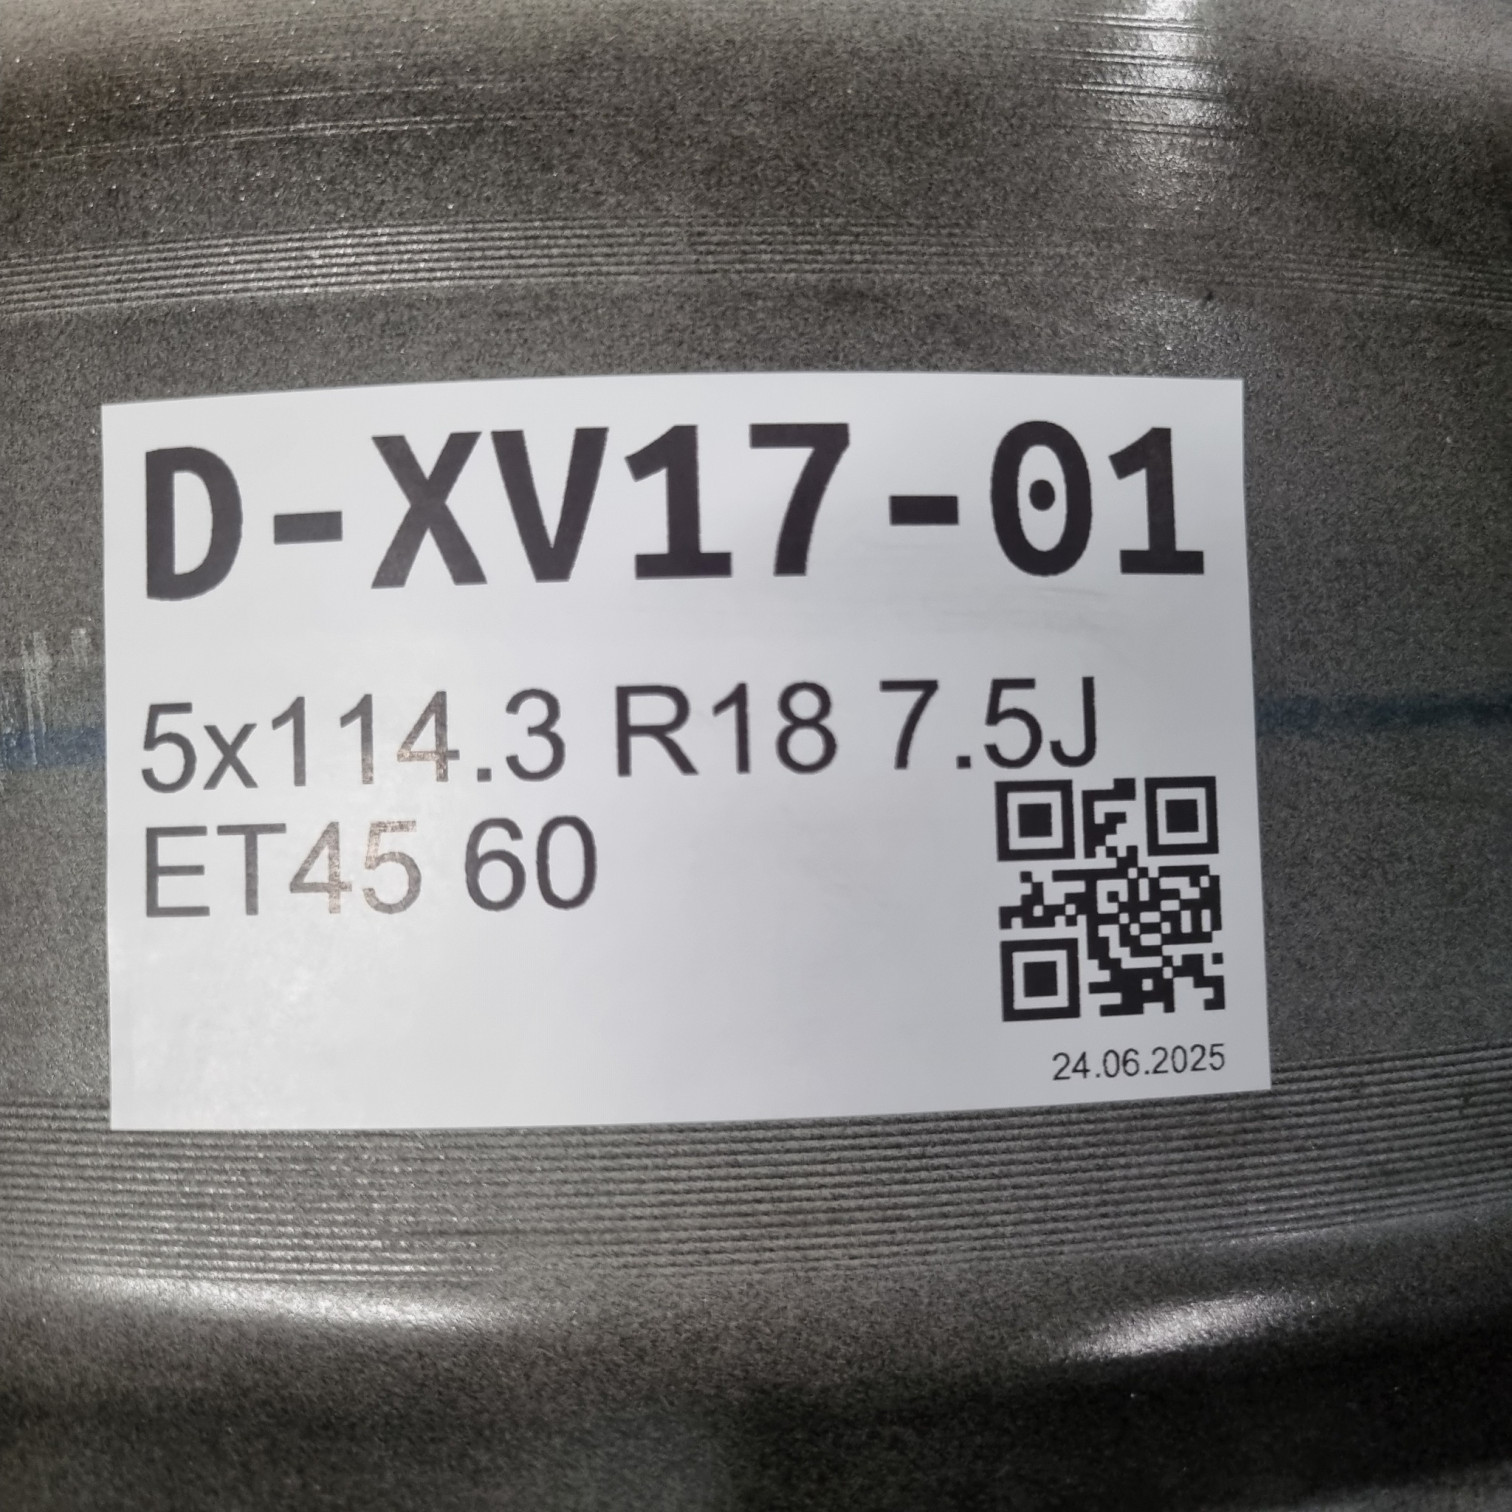 D-XV17-01
5x114.3 R18 7.5J
ET45 60
24.06.2025